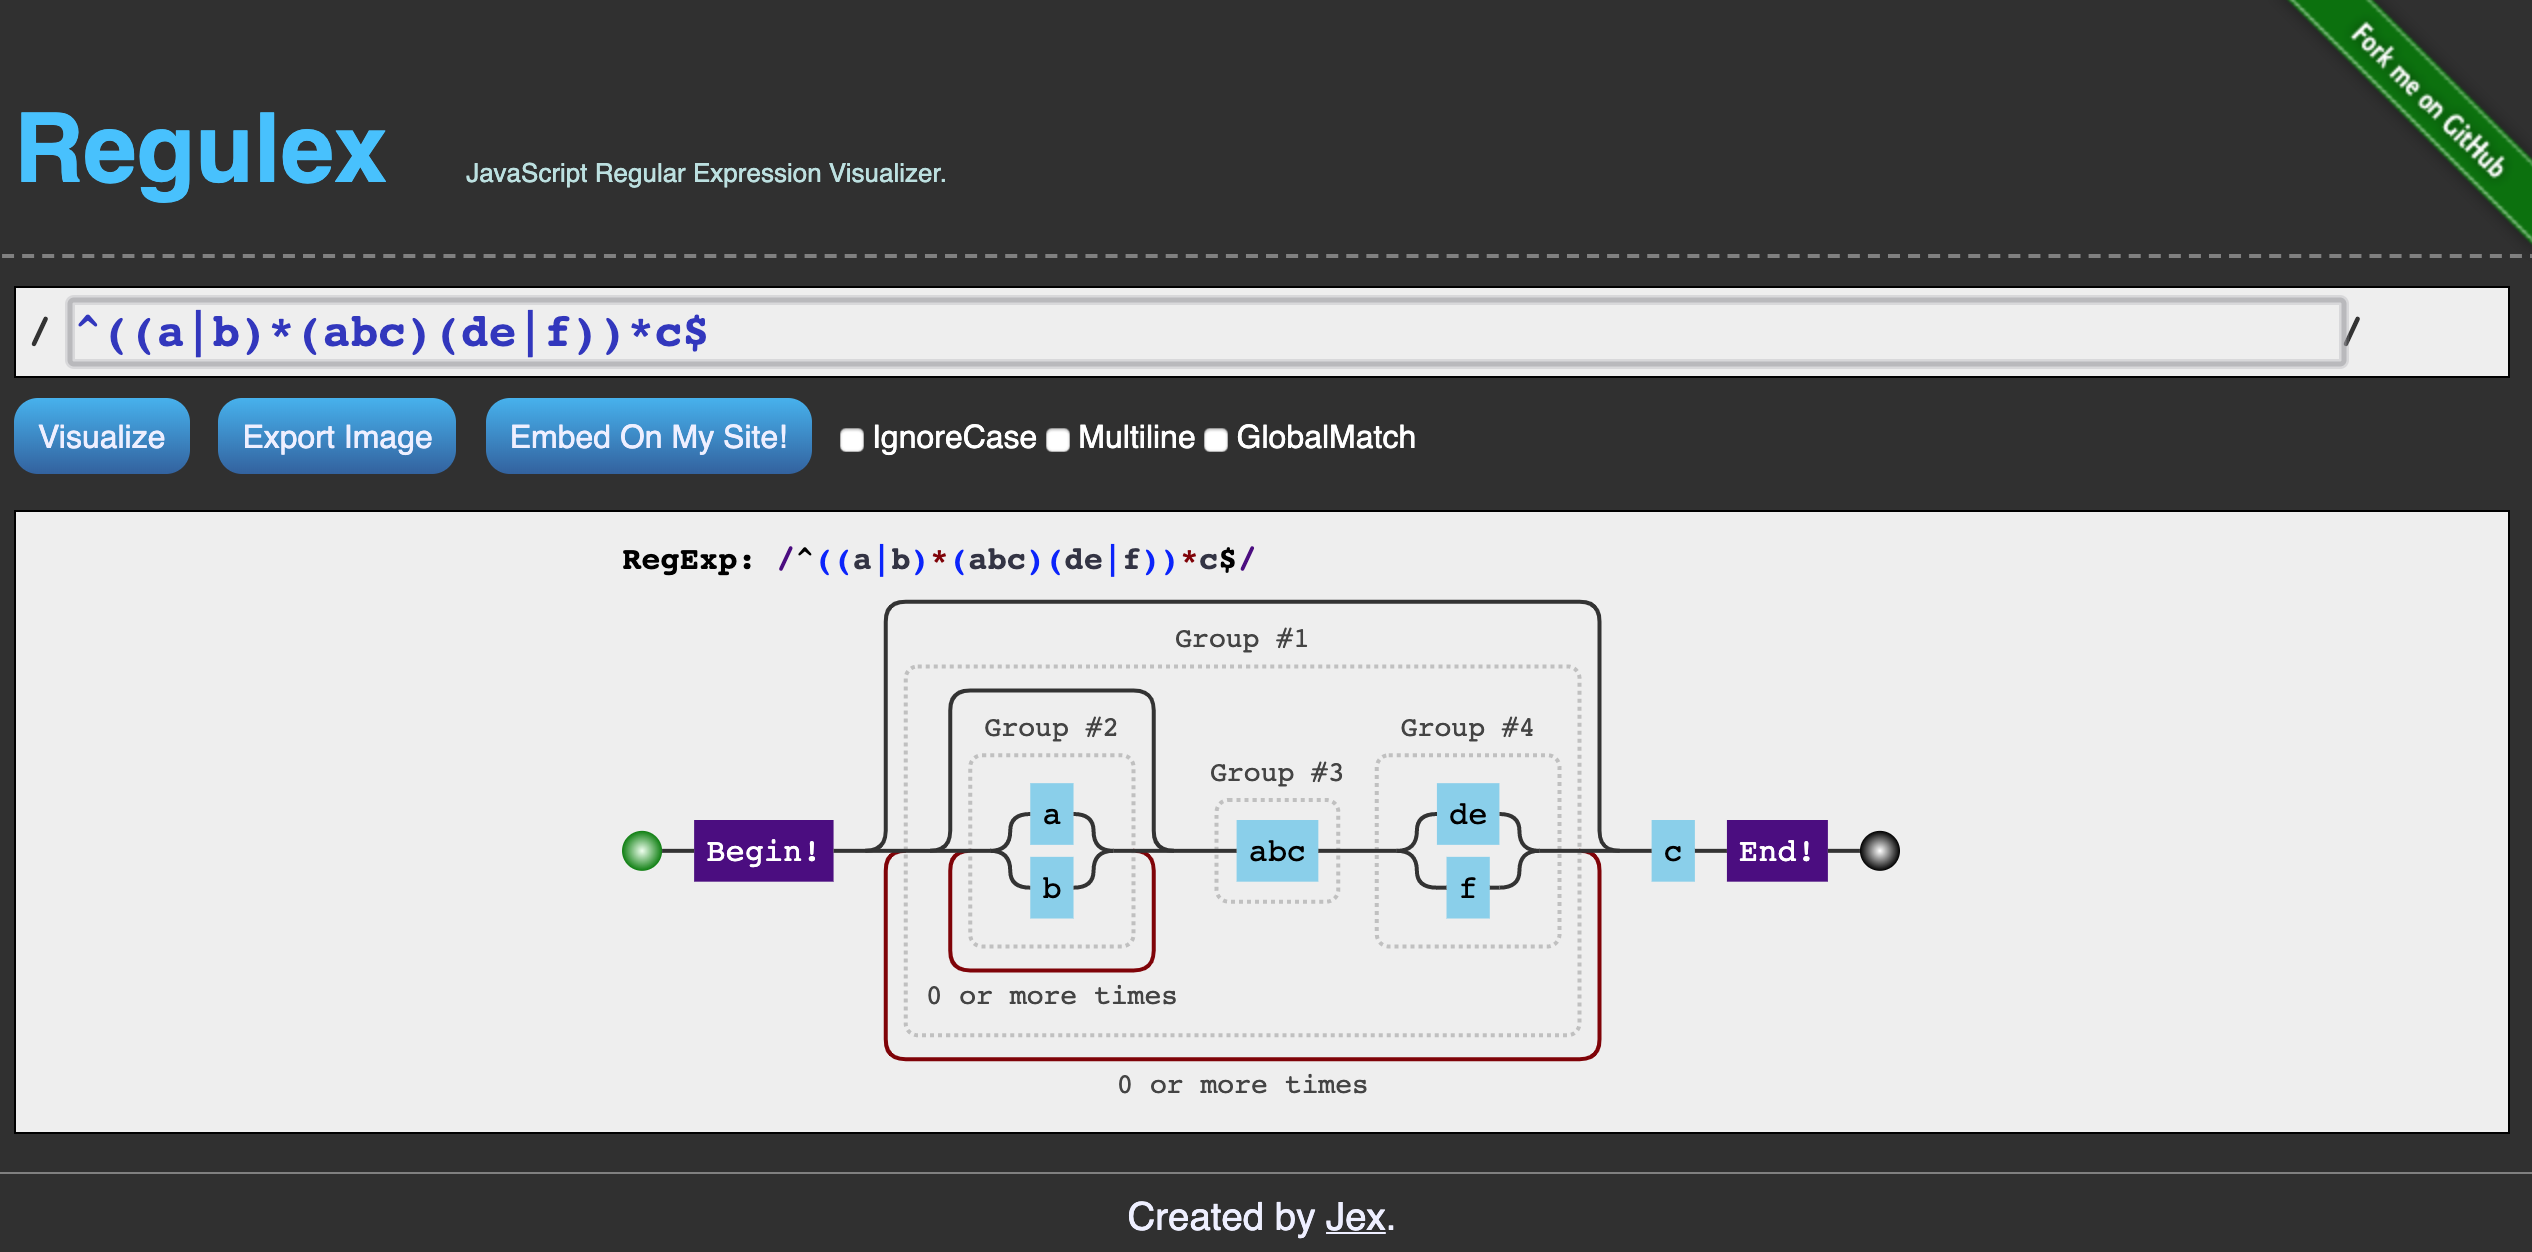 Fork me on GitHub
Regulex
JavaScript Regular Expression Visualizer.
/ ^((a|b)*(abc)(de|f))*c$ /
Visualize Export Image Embed On My Site! IgnoreCase Multiline GlobalMatch
RegExp: /^((a|b)*(abc)(de|f))*c$/
Group #1
Group #2 Group #4
Group #3
a de
Begin! abc c End!
b f
0 or more times
0 or more times
Created by Jex.